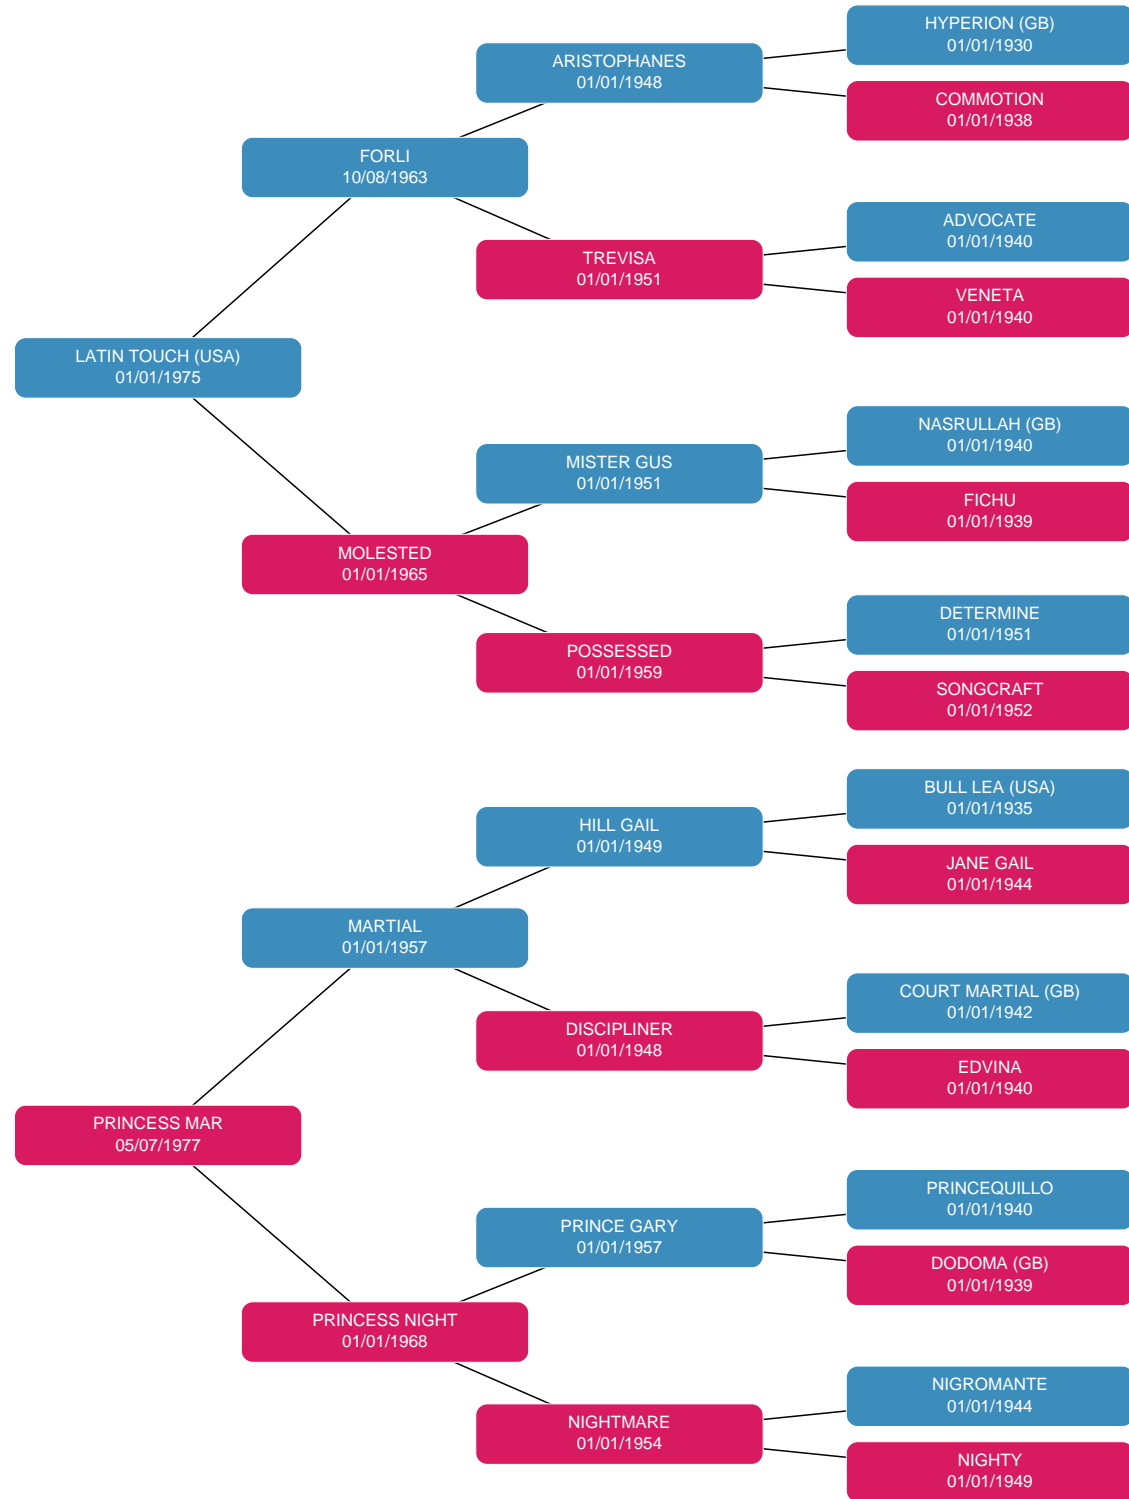 HYPERION (GB)
01/01/1930
ARISTOPHANES
01/01/1948
COMMOTION
01/01/1938
FORLI
10/08/1963
ADVOCATE
01/01/1940
TREVISA
01/01/1951
VENETA
01/01/1940
LATIN TOUCH (USA)
01/01/1975
NASRULLAH (GB)
01/01/1940
MISTER GUS
01/01/1951
FICHU
01/01/1939
MOLESTED
01/01/1965
DETERMINE
01/01/1951
POSSESSED
01/01/1959
SONGCRAFT
01/01/1952
BULL LEA (USA)
01/01/1935
HILL GAIL
01/01/1949
JANE GAIL
01/01/1944
MARTIAL
01/01/1957
COURT MARTIAL (GB)
01/01/1942
DISCIPLINER
01/01/1948
EDVINA
01/01/1940
PRINCESS MAR
05/07/1977
PRINCEQUILLO
01/01/1940
PRINCE GARY
01/01/1957
DODOMA (GB)
01/01/1939
PRINCESS NIGHT
01/01/1968
NIGROMANTE
01/01/1944
NIGHTMARE
01/01/1954
NIGHTY
01/01/1949